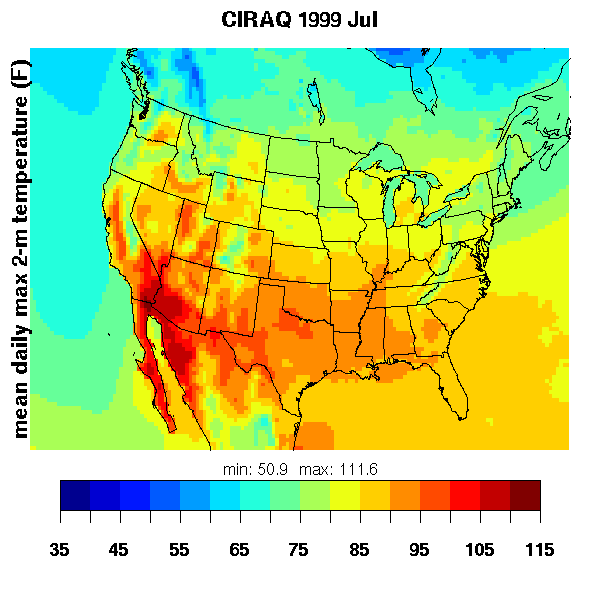 CIRAQ 1999 Jul
mean daily max 2-m temperature (F)
min: 50.9 max: 111.6
35 45 55 65 75 85 95 105 115